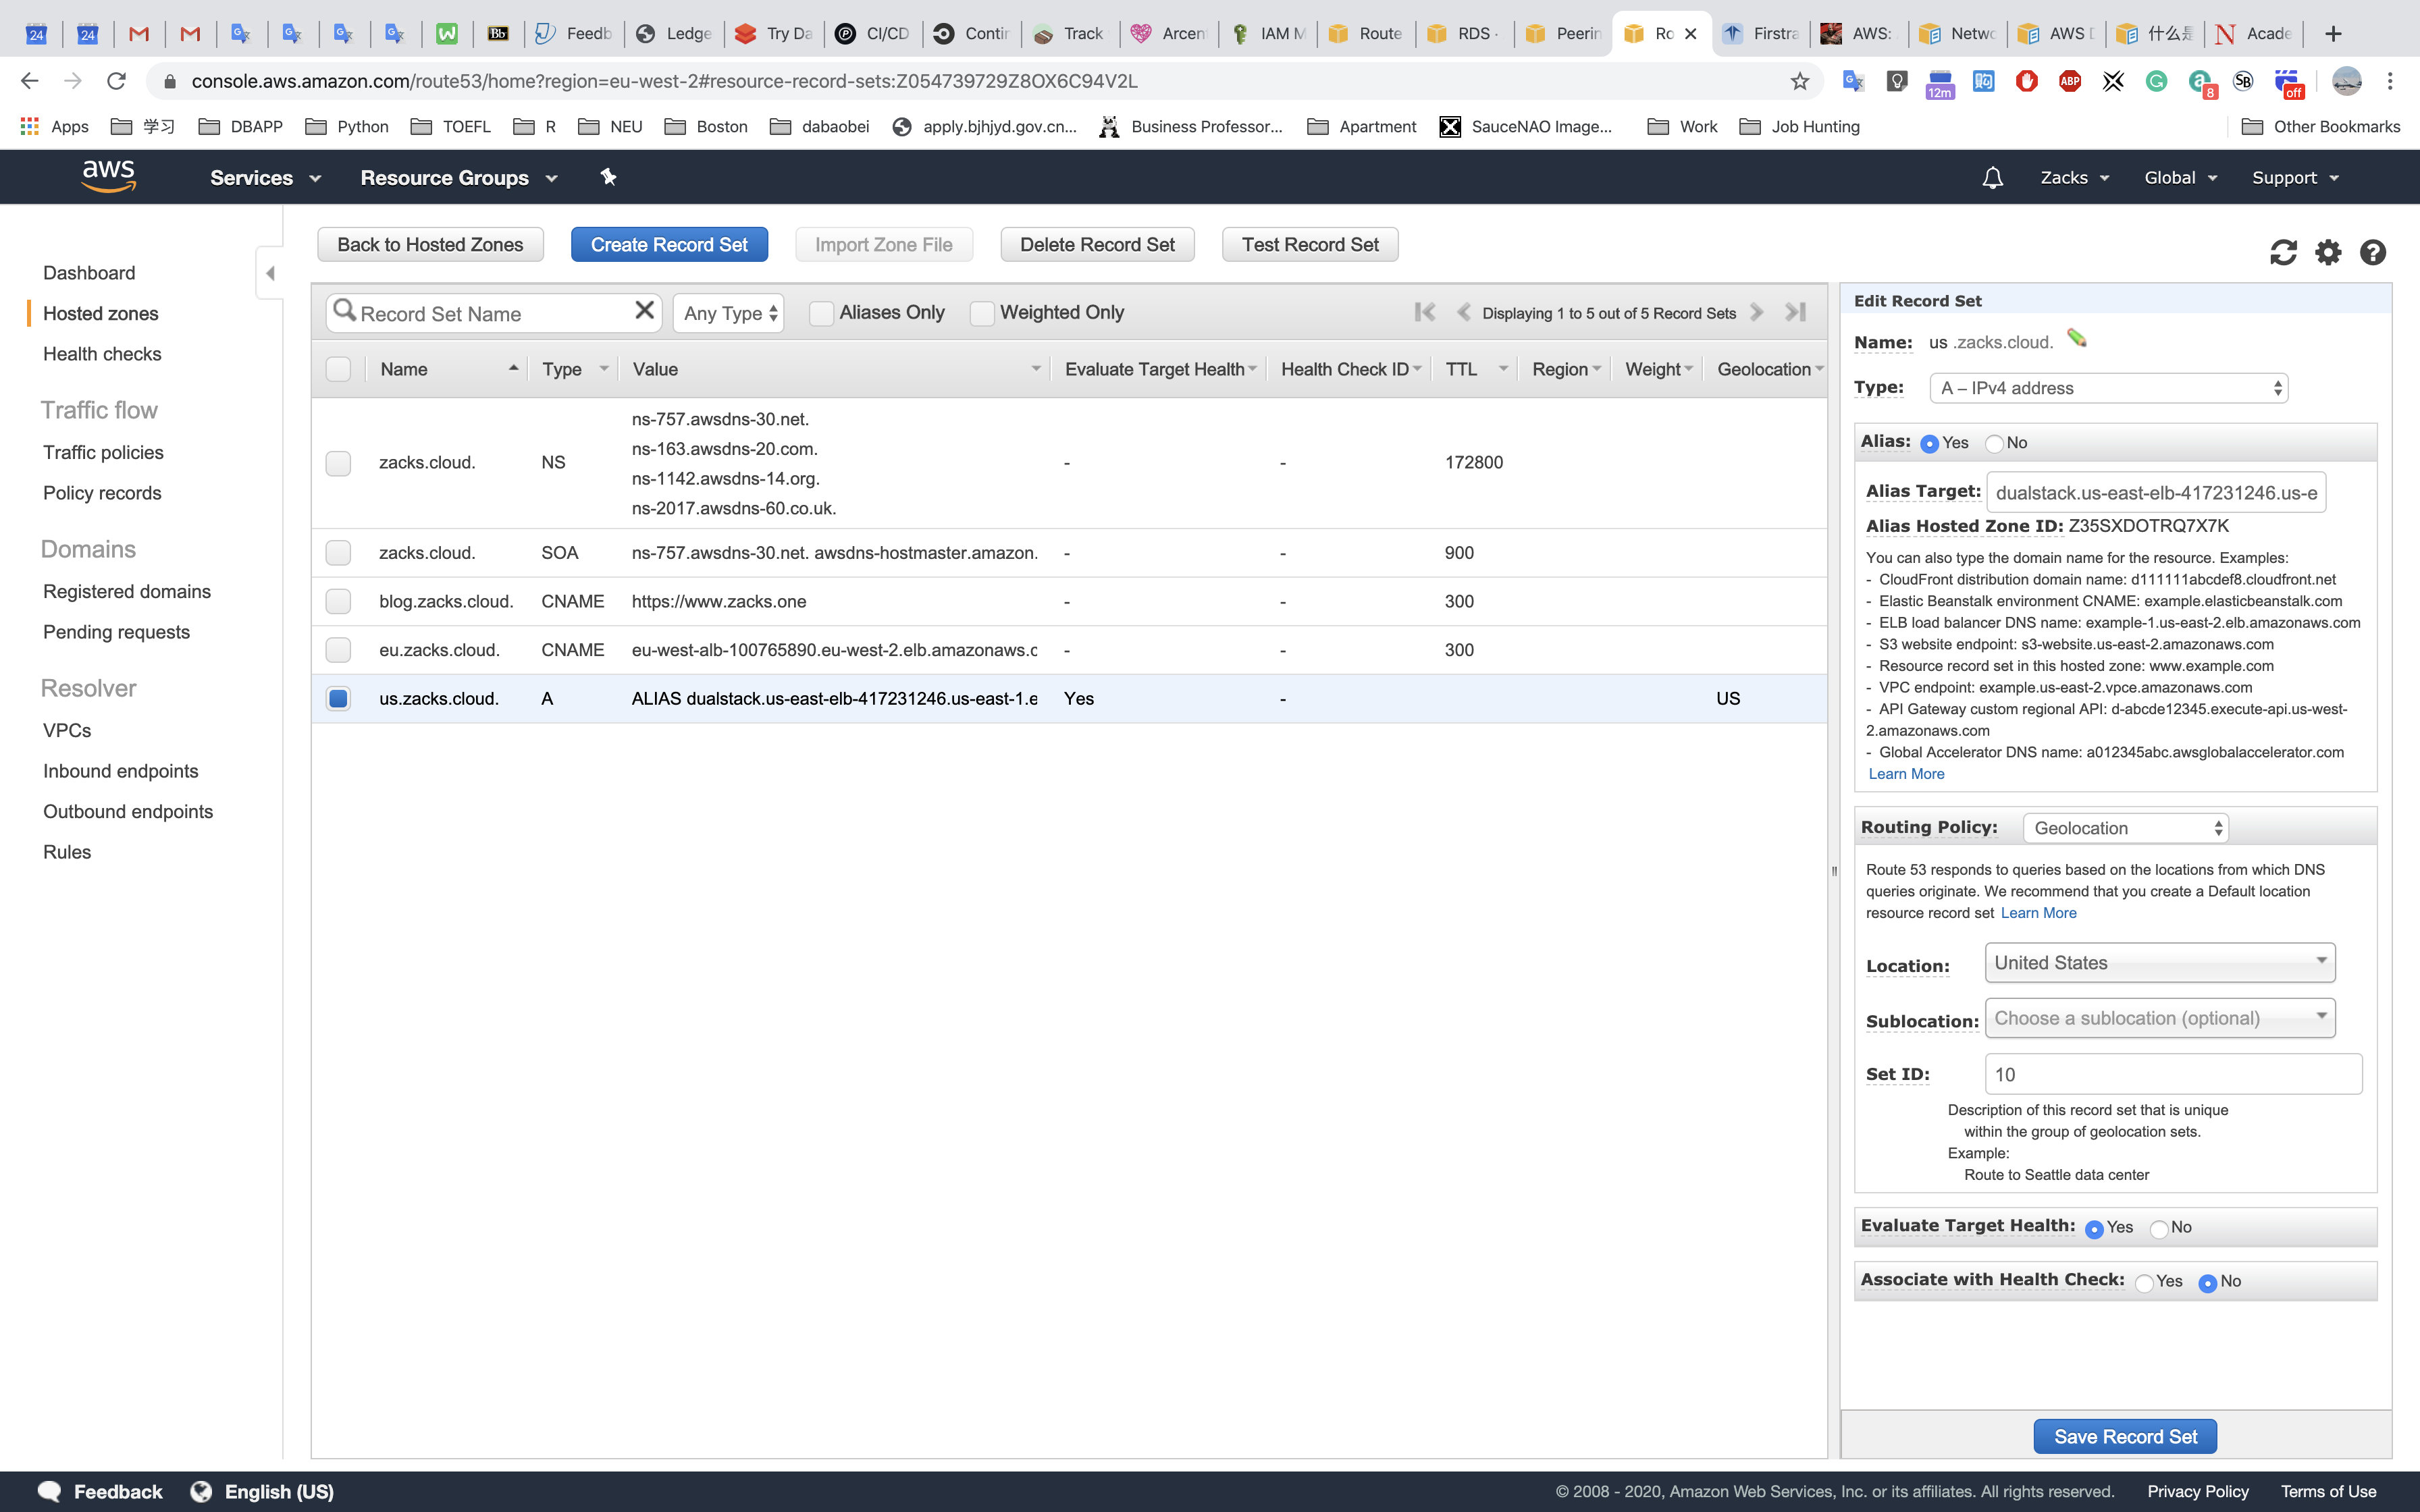 24
24
Bb
Feedb
Ledge
Try Da
CI/CD
Contin
Track
Arcen
IAM M
Route
RDS ·
Peerin
Ro
Firstra
AWS:
Netwo
AWS D
什么是
Acade
console.aws.amazon.com/route53/home?region=eu-west-2#resource-record-sets:Z054739729Z8OX6C94V2L
12m
ABP
8
SB
off
Apps
学习
DBAPP
Python
TOEFL
R
NEU
Boston
dabaobei
apply.bjhjyd.gov.cn...
Business Professor...
Apartment
SauceNAO Image...
Work
Job Hunting
Other Bookmarks
aws
Services
Resource Groups
Zacks
Global
Support
Dashboard
Hosted zones
Health checks
Traffic flow
Traffic policies
Policy records
Domains
Registered domains
Pending requests
Resolver
VPCs
Inbound endpoints
Outbound endpoints
Rules
Back to Hosted Zones
Create Record Set
Import Zone File
Delete Record Set
Test Record Set
Record Set Name
Any Type
Aliases Only
Weighted Only
Displaying 1 to 5 out of 5 Record Sets
Name Type Value Evaluate Target Health Health Check ID TTL Region Weight Geolocation
zacks.cloud. NS ns-757.awsdns-30.net.
ns-163.awsdns-20.com.
ns-1142.awsdns-14.org.
ns-2017.awsdns-60.co.uk.
- - 172800
zacks.cloud. SOA ns-757.awsdns-30.net. awsdns-hostmaster.amazon. - - 900
blog.zacks.cloud. CNAME https://www.zacks.one - - 300
eu.zacks.cloud. CNAME eu-west-alb-100765890.eu-west-2.elb.amazonaws.c - - 300
us.zacks.cloud. A ALIAS dualstack.us-east-elb-417231246.us-east-1.e Yes - US
Edit Record Set
Name: us .zacks.cloud.
Type: A – IPv4 address
Alias: Yes No
Alias Target: dualstack.us-east-elb-417231246.us-e
Alias Hosted Zone ID: Z35SXDOTRQ7X7K
You can also type the domain name for the resource. Examples:
- CloudFront distribution domain name: d111111abcdef8.cloudfront.net
- Elastic Beanstalk environment CNAME: example.elasticbeanstalk.com
- ELB load balancer DNS name: example-1.us-east-2.elb.amazonaws.com
- S3 website endpoint: s3-website.us-east-2.amazonaws.com
- Resource record set in this hosted zone: www.example.com
- VPC endpoint: example.us-east-2.vpce.amazonaws.com
- API Gateway custom regional API: d-abcde12345.execute-api.us-west-
2.amazonaws.com
- Global Accelerator DNS name: a012345abc.awsglobalaccelerator.com
Learn More
Routing Policy: Geolocation
Route 53 responds to queries based on the locations from which DNS
queries originate. We recommend that you create a Default location
resource record set Learn More
Location: United States
Sublocation: Choose a sublocation (optional)
Set ID: 10
Description of this record set that is unique
within the group of geolocation sets.
Example:
Route to Seattle data center
Evaluate Target Health: Yes No
Associate with Health Check: Yes No
Save Record Set
Feedback
English (US)
© 2008 - 2020, Amazon Web Services, Inc. or its affiliates. All rights reserved.
Privacy Policy
Terms of Use